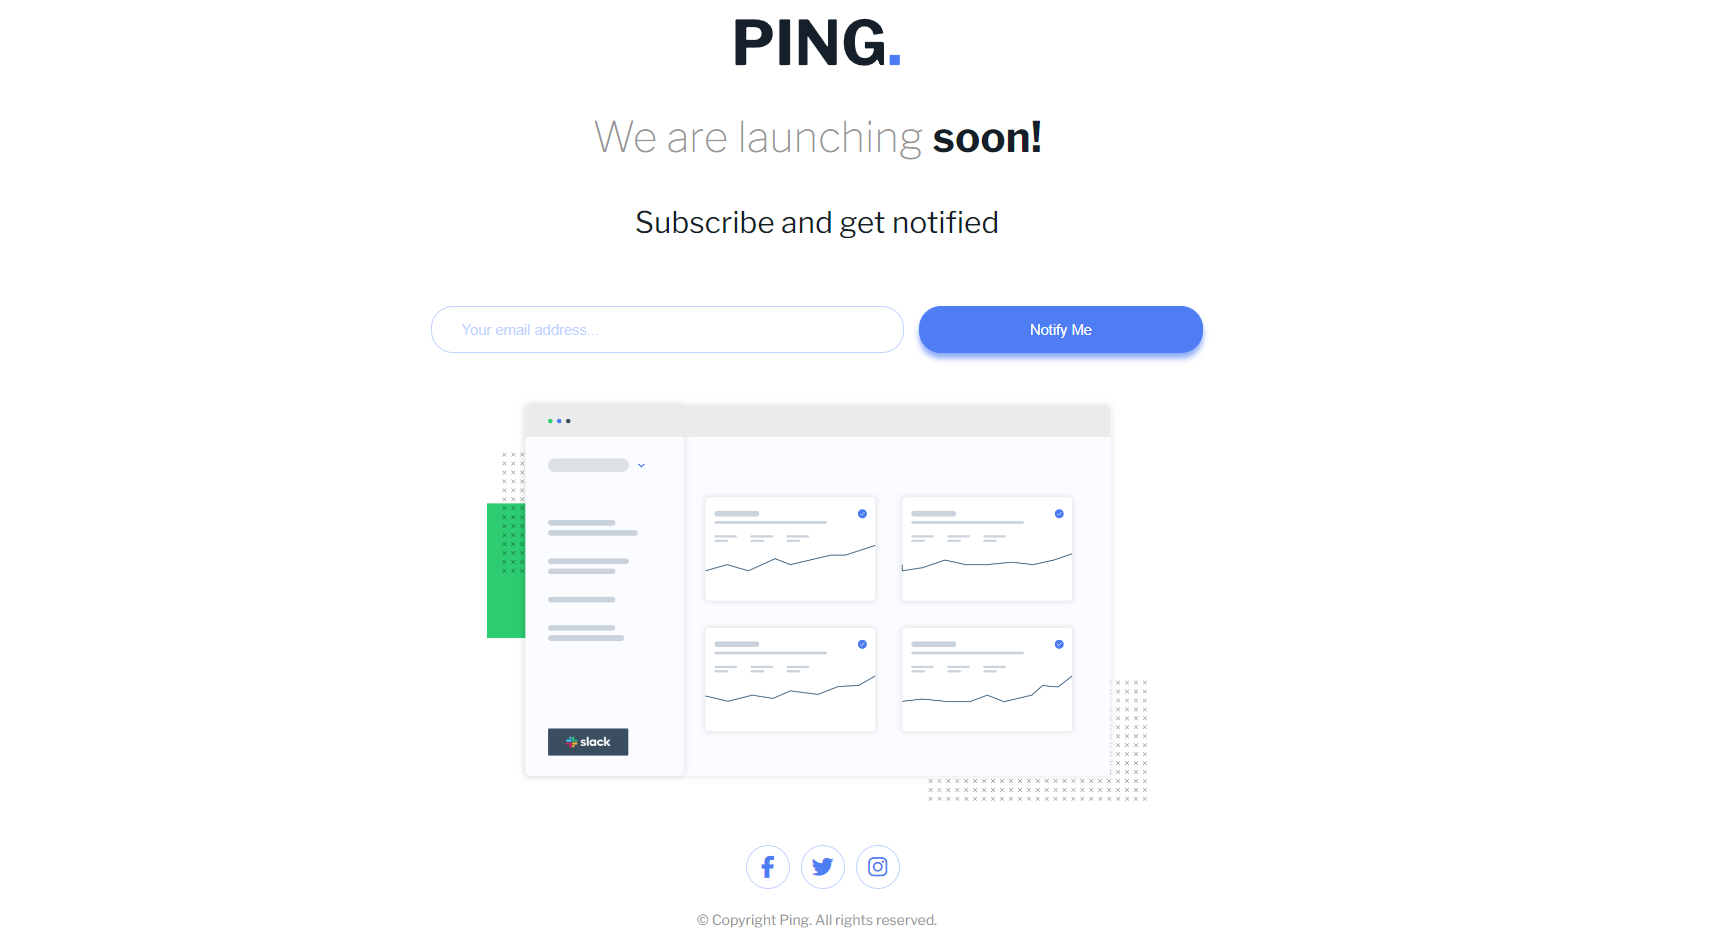 PING.
We are launching soon!
Subscribe and get notified
Your email address...
Notify Me
slack
© Copyright Ping. All rights reserved.